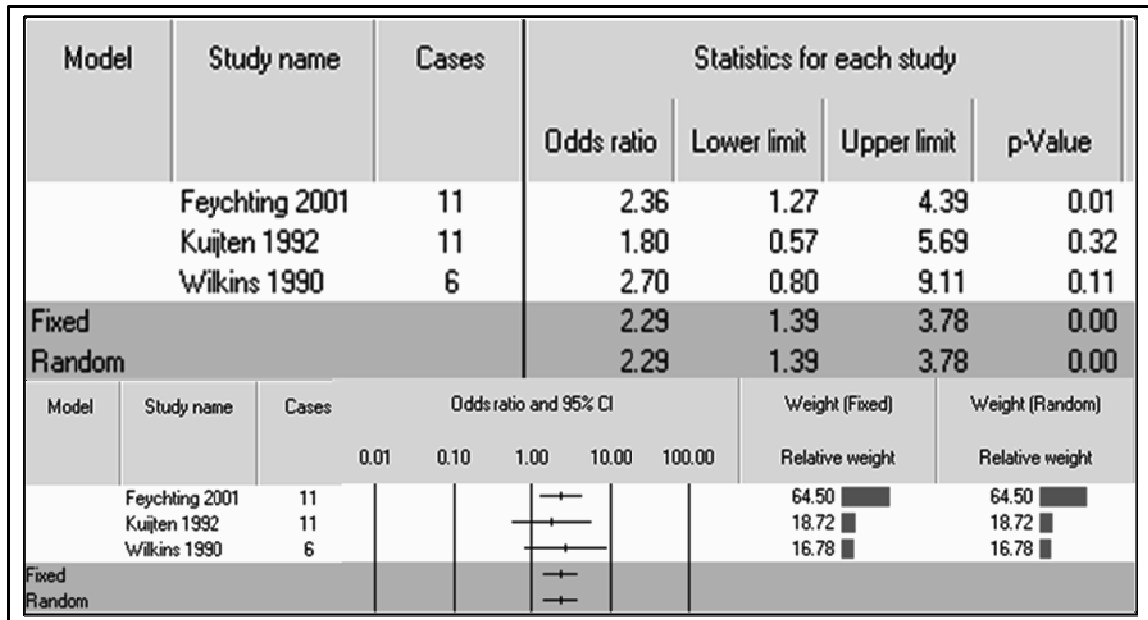 Model Study name Cases Statistics for each study
Odds ratio Lower limit Upper limit p-Value
Feychting 2001 11 2.36 1.27 4.39 0.01
Kuijten 1992 11 1.80 0.57 5.69 0.32
Wilkins 1990 6 2.70 0.80 9.11 0.11
Fixed 2.29 1.39 3.78 0.00
Random 2.29 1.39 3.78 0.00
Model Study name Cases Odds ratio and 95% CI Weight (Fixed) Weight (Random)
0.01 0.10 1.00 10.00 100.00 Relative weight Relative weight
Feychting 2001 11 64.50 64.50
Kuijten 1992 11 18.72 18.72
Wilkins 1990 6 16.78 16.78
Fixed
Random